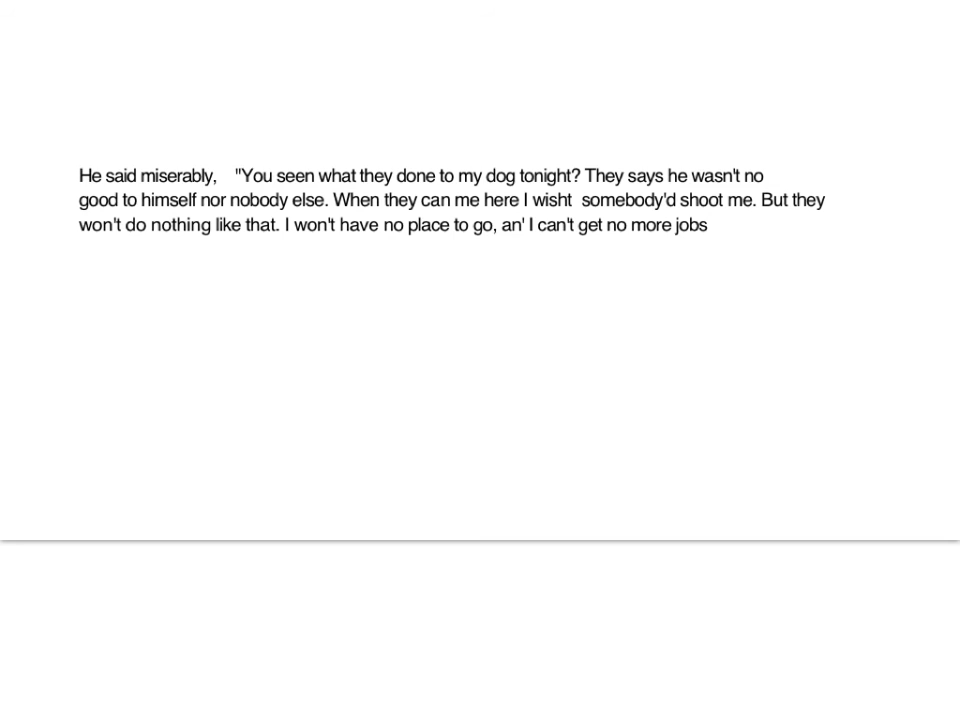 He said miserably, "You seen what they done to my dog tonight? They says he wasn't no
good to himself nor nobody else. When they can me here I wisht somebody'd shoot me. But they
won't do nothing like that. I won't have no place to go, an' I can't get no more jobs